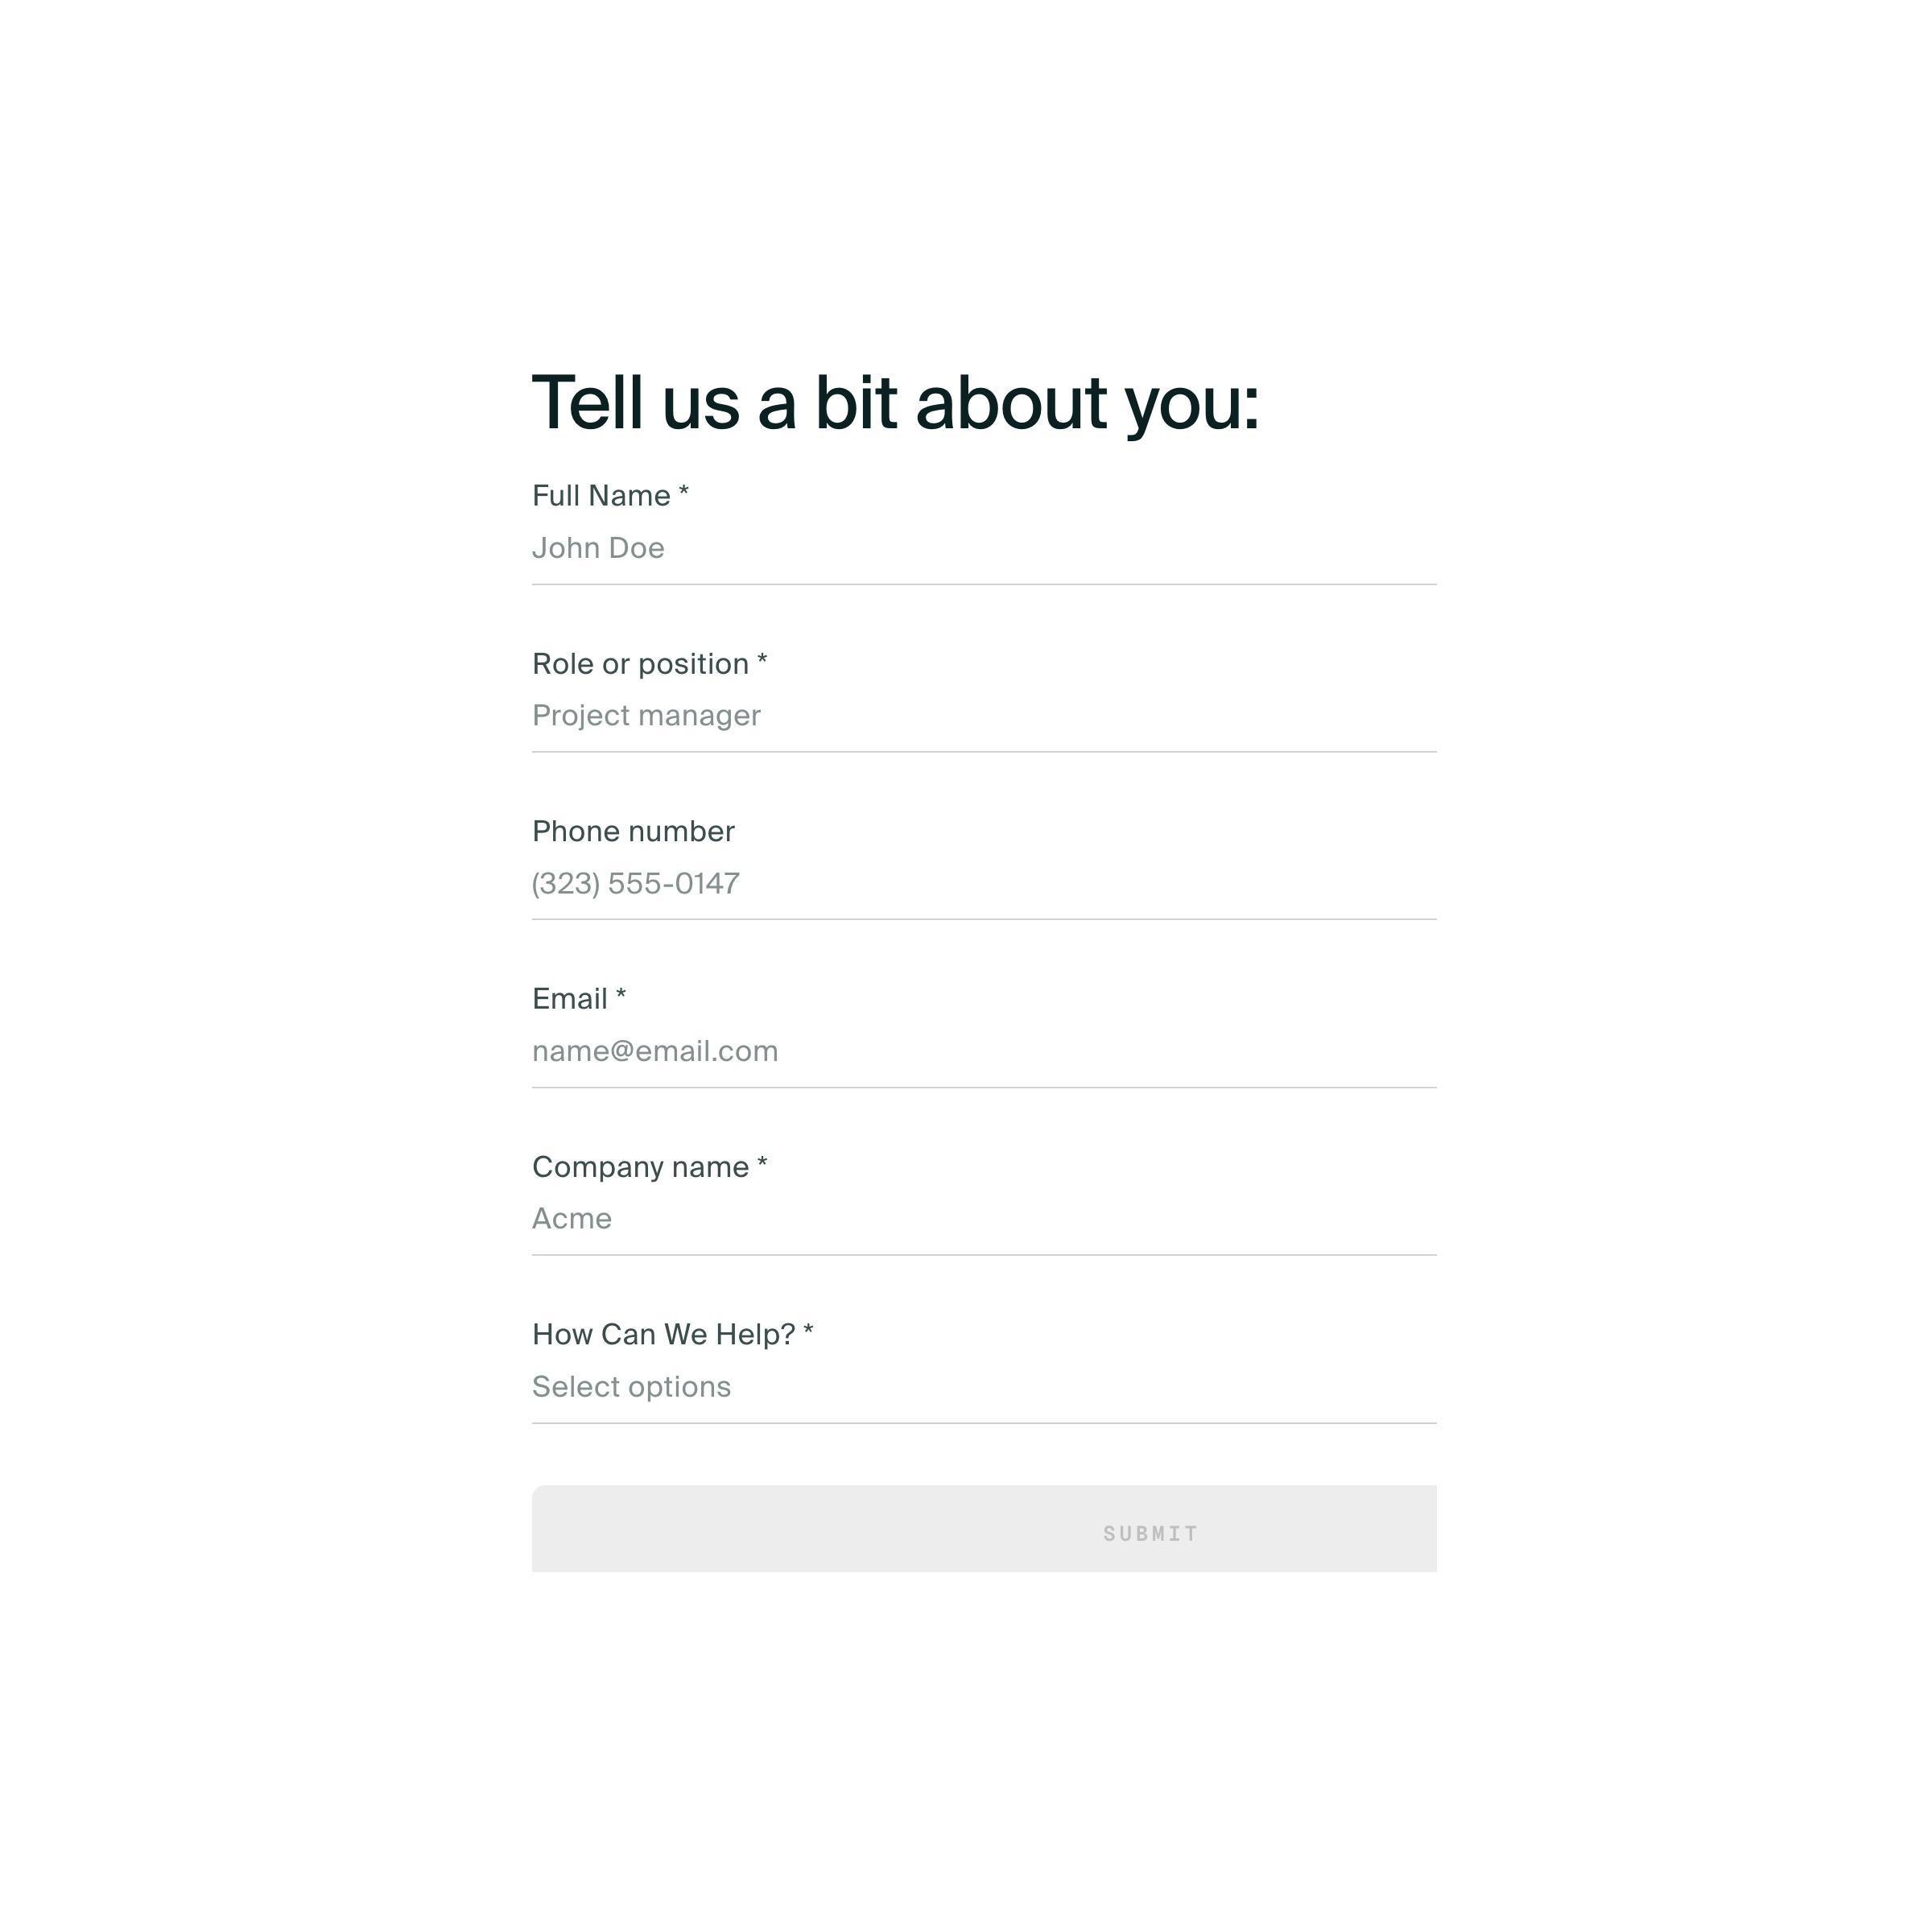 Tell us a bit about you:
Full Name *
John Doe
Role or position *
Project manager
Phone number
(323) 555-0147
Email *
name@email.com
Company name *
Acme
How Can We Help? *
Select options
SUBMIT